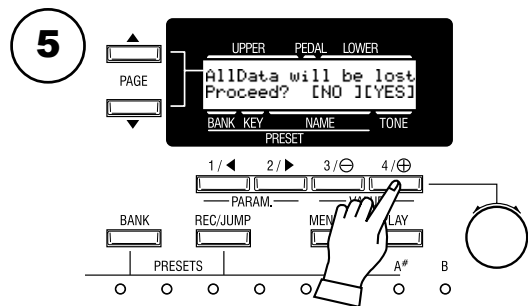 5
UPPER PEDAL LOWER
PAGE
AllData will be lost
Proceed? [NO ][YES]
BANK KEY NAME TONE
PRESET
1/◀ 2/▶ 3/⊖ 4/⊕
PARAM.
BANK REC/JUMP
PRESETS A# B